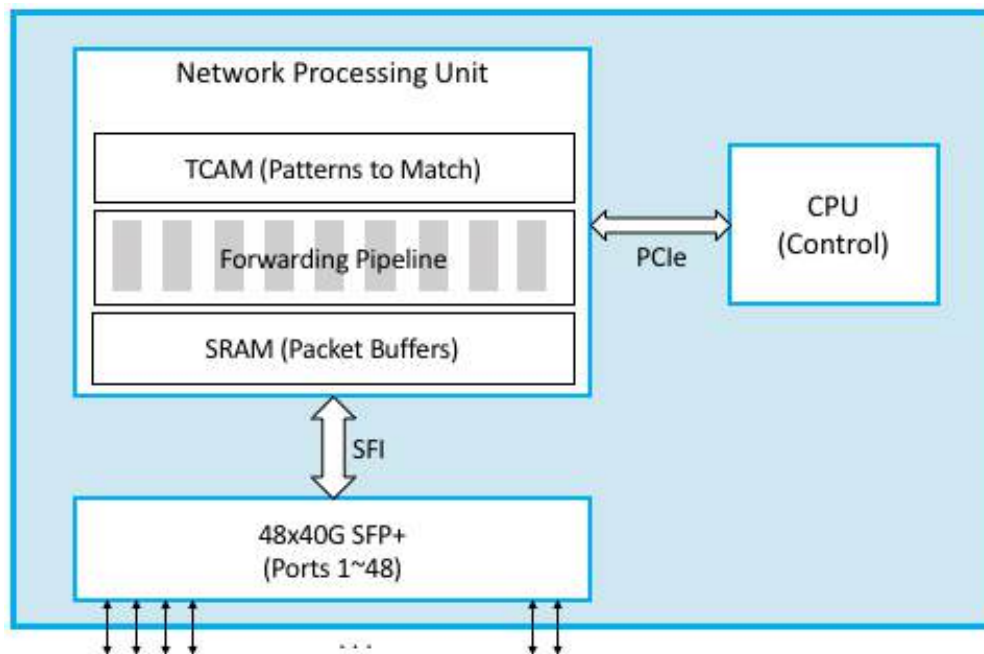 Network Processing Unit
TCAM (Patterns to Match)
Forwarding Pipeline
SRAM (Packet Buffers)
PCIe
CPU
(Control)
SFI
48x40G SFP+
(Ports 1~48)
. . .